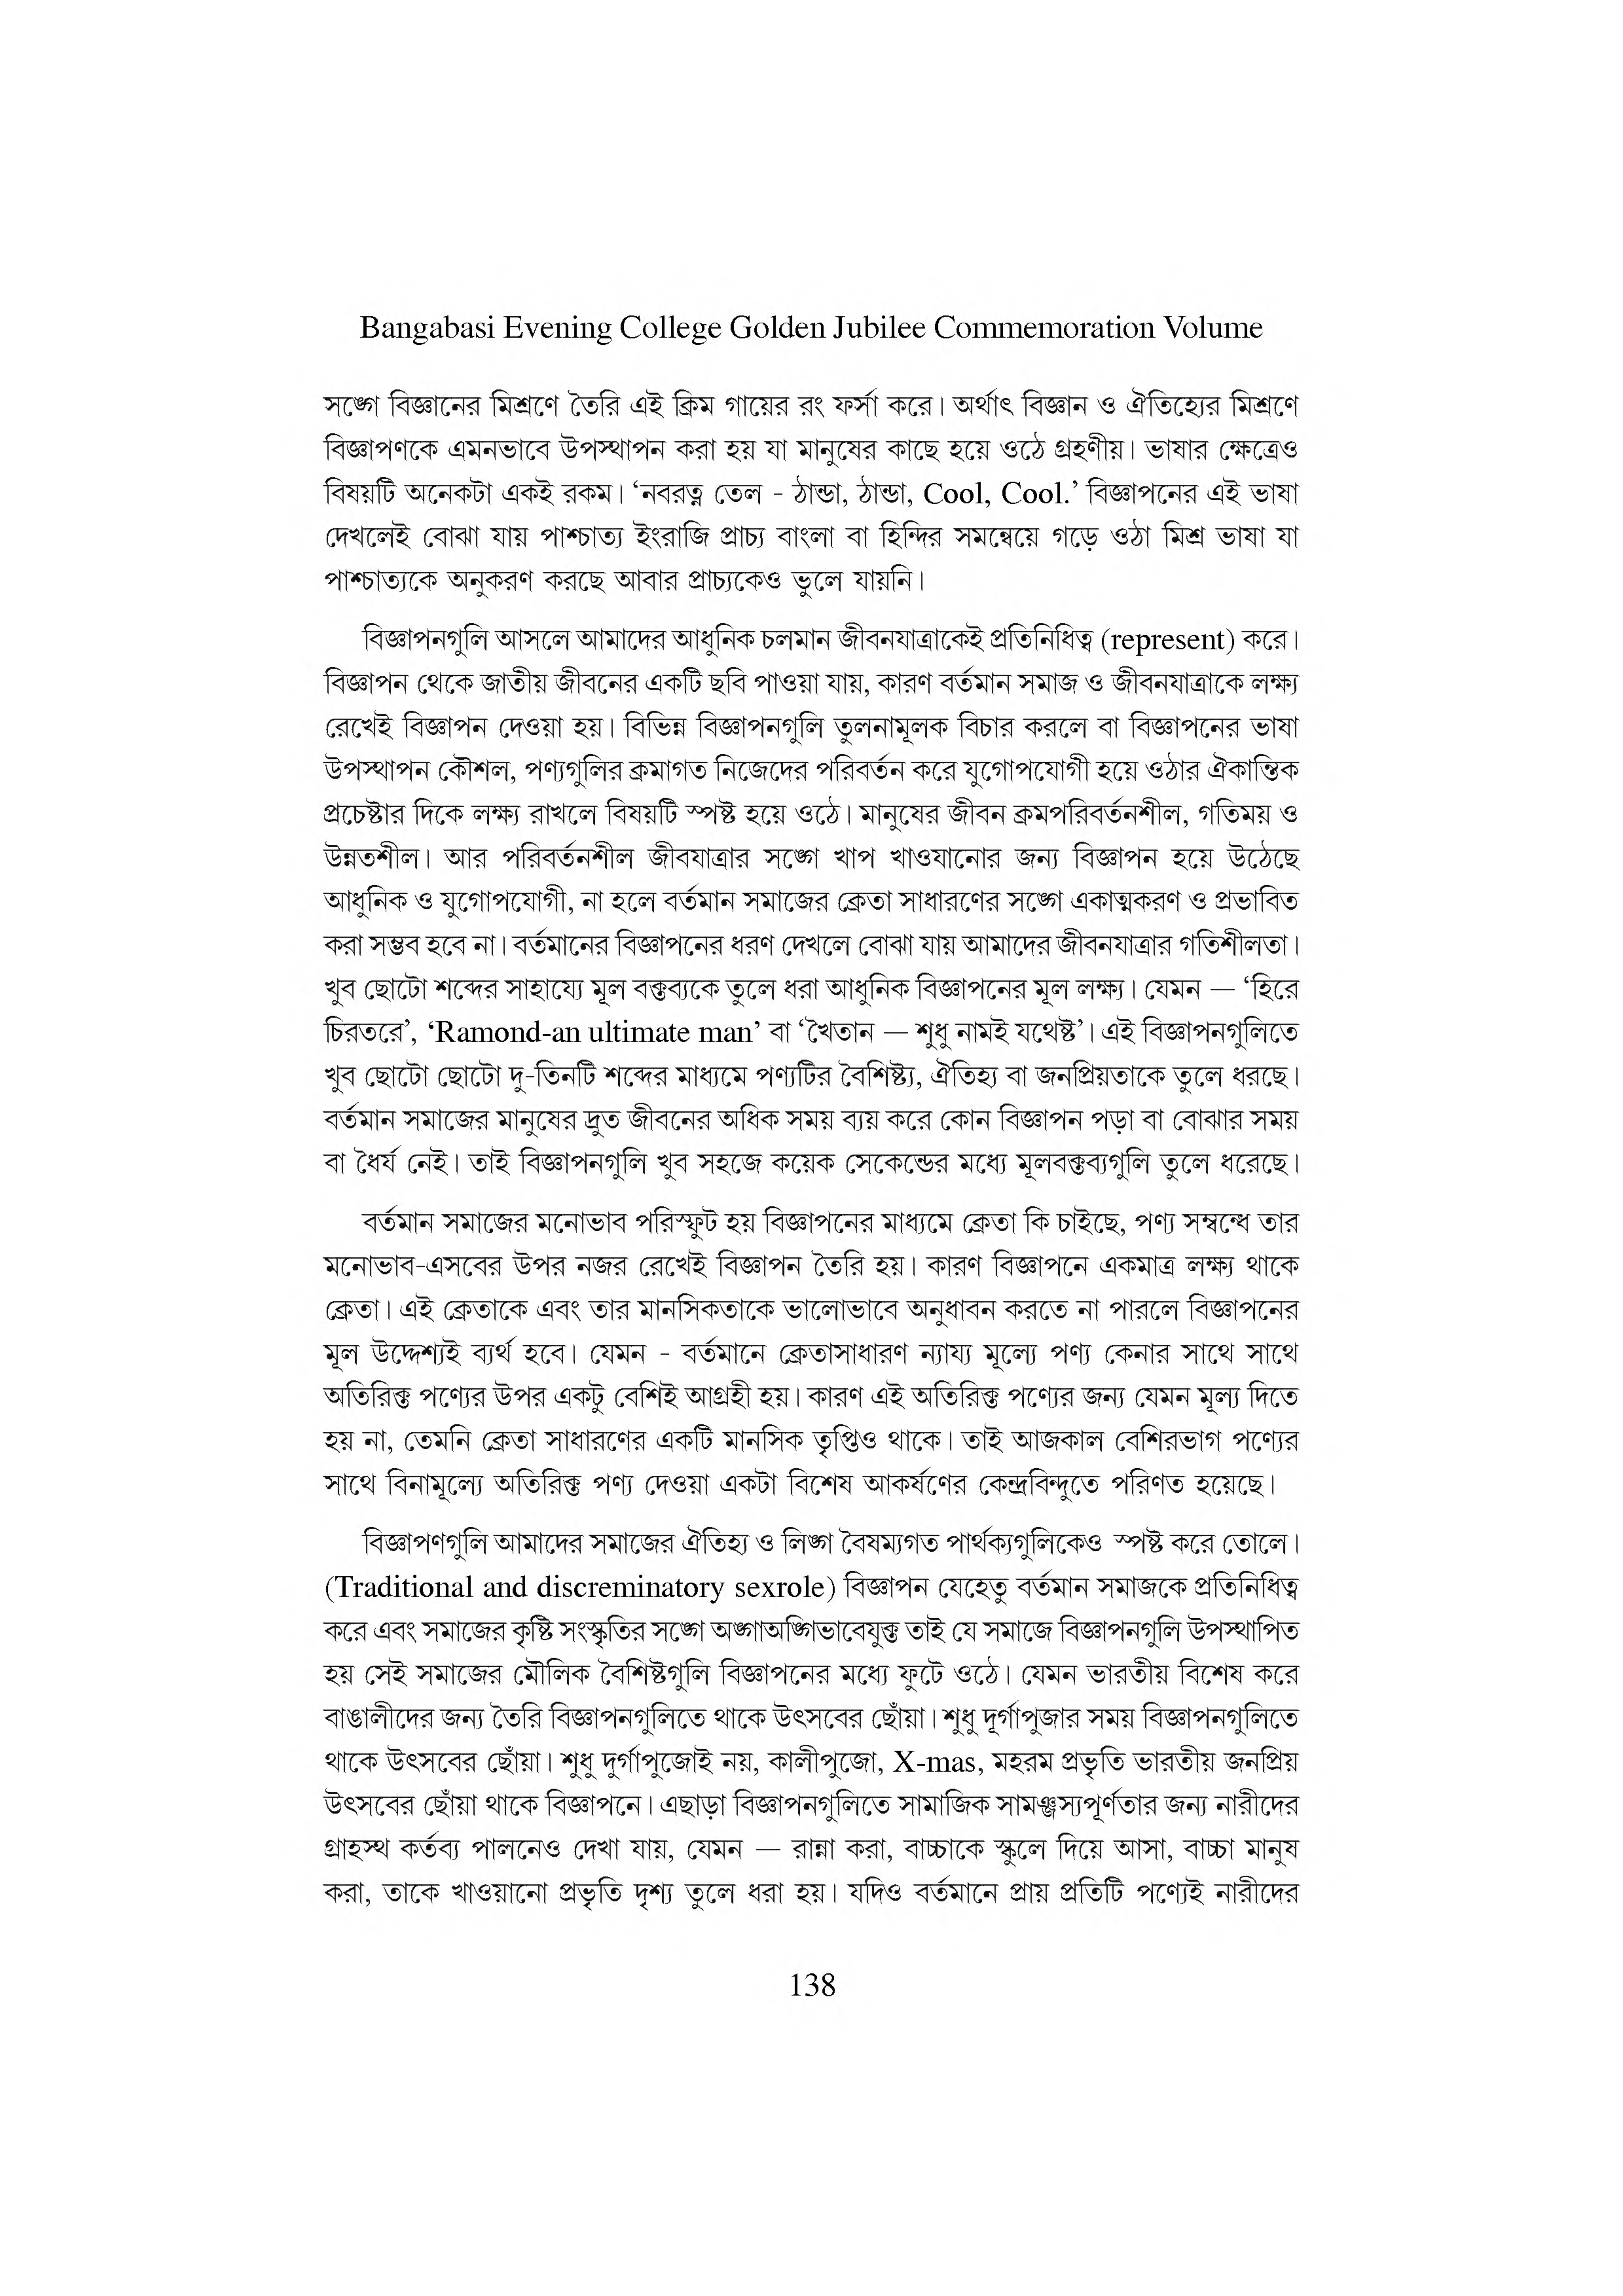 Bangabasi Evening College Golden Jubilee Commemoration Volume
সঙ্গে বিজ্ঞানের মিশ্রণে তৈরি এই ক্রিম গায়ের রং ফর্সা করে। অর্থাৎ বিজ্ঞান ও ঐতিহ্যের মিশ্রণে
বিজ্ঞাপণকে এমনভাবে উপস্থাপন করা হয় যা মানুষের কাছে হয়ে ওঠে গ্রহণীয়। ভাষার ক্ষেত্রেও
বিষয়টি অনেকটা একই রকম। ‘নবরত্ন তেল - ঠান্ডা, ঠান্ডা, Cool, Cool.’ বিজ্ঞাপনের এই ভাষা
দেখলেই বোঝা যায় পাশ্চাত্য ইংরাজি প্রাচ্য বাংলা বা হিন্দির সমন্বেয়ে গড়ে ওঠা মিশ্র ভাষা যা
পাশ্চাত্যকে অনুকরণ করছে আবার প্রাচ্যকেও ভুলে যায়নি।
বিজ্ঞাপনগুলি আসলে আমাদের আধুনিক চলমান জীবনযাত্রাকেই প্রতিনিধিত্ব (represent) করে।
বিজ্ঞাপন থেকে জাতীয় জীবনের একটি ছবি পাওয়া যায়, কারণ বর্তমান সমাজ ও জীবনযাত্রাকে লক্ষ্য
রেখেই বিজ্ঞাপন দেওয়া হয়। বিভিন্ন বিজ্ঞাপনগুলি তুলনামূলক বিচার করলে বা বিজ্ঞাপনের ভাষা
উপস্থাপন কৌশল, পণ্যগুলির ক্রমাগত নিজেদের পরিবর্তন করে যুগোপযোগী হয়ে ওঠার ঐকান্তিক
প্রচেষ্টার দিকে লক্ষ্য রাখলে বিষয়টি স্পষ্ট হয়ে ওঠে। মানুষের জীবন ক্রমপরিবর্তনশীল, গতিময় ও
উন্নতশীল। আর পরিবর্তনশীল জীবযাত্রার সঙ্গে খাপ খাওযানোর জন্য বিজ্ঞাপন হয়ে উঠেছে
আধুনিক ও যুগোপযোগী, না হলে বর্তমান সমাজের ক্রেতা সাধারণের সঙ্গে একাত্মকরণ ও প্রভাবিত
করা সম্ভব হবে না। বর্তমানের বিজ্ঞাপনের ধরণ দেখলে বোঝা যায় আমাদের জীবনযাত্রার গতিশীলতা।
খুব ছোটো শব্দের সাহায্যে মূল বক্তব্যকে তুলে ধরা আধুনিক বিজ্ঞাপনের মূল লক্ষ্য। যেমন — ‘হিরে
চিরতরে’, ‘Ramond-an ultimate man’ বা ‘খৈতান — শুধু নামই যথেষ্ট’। এই বিজ্ঞাপনগুলিতে
খুব ছোটো ছোটো দু-তিনটি শব্দের মাধ্যমে পণ্যটির বৈশিষ্ট্য, ঐতিহ্য বা জনপ্রিয়তাকে তুলে ধরছে।
বর্তমান সমাজের মানুষের দ্রুত জীবনের অধিক সময় ব্যয় করে কোন বিজ্ঞাপন পড়া বা বোঝার সময়
বা ধৈর্য নেই। তাই বিজ্ঞাপনগুলি খুব সহজে কয়েক সেকেন্ডের মধ্যে মূলবক্তব্যগুলি তুলে ধরেছে।
বর্তমান সমাজের মনোভাব পরিস্ফুট হয় বিজ্ঞাপনের মাধ্যমে ক্রেতা কি চাইছে, পণ্য সম্বন্ধে তার
মনোভাব-এসবের উপর নজর রেখেই বিজ্ঞাপন তৈরি হয়। কারণ বিজ্ঞাপনে একমাত্র লক্ষ্য থাকে
ক্রেতা। এই ক্রেতাকে এবং তার মানসিকতাকে ভালোভাবে অনুধাবন করতে না পারলে বিজ্ঞাপনের
মূল উদ্দেশ্যই ব্যর্থ হবে। যেমন - বর্তমানে ক্রেতাসাধারণ ন্যায্য মূল্যে পণ্য কেনার সাথে সাথে
অতিরিক্ত পণ্যের উপর একটু বেশিই আগ্রহী হয়। কারণ এই অতিরিক্ত পণ্যের জন্য যেমন মূল্য দিতে
হয় না, তেমনি ক্রেতা সাধারণের একটি মানসিক তৃপ্তিও থাকে। তাই আজকাল বেশিরভাগ পণ্যের
সাথে বিনামূল্যে অতিরিক্ত পণ্য দেওয়া একটা বিশেষ আকর্ষণের কেন্দ্রবিন্দুতে পরিণত হয়েছে।
বিজ্ঞাপণগুলি আমাদের সমাজের ঐতিহ্য ও লিঙ্গ বৈষম্যগত পার্থক্যগুলিকেও স্পষ্ট করে তোলে।
(Traditional and discreminatory sexrole) বিজ্ঞাপন যেহেতু বর্তমান সমাজকে প্রতিনিধিত্ব
করে এবং সমাজের কৃষ্টি সংস্কৃতির সঙ্গে অঙ্গাঅঙ্গিভাবেযুক্ত তাই যে সমাজে বিজ্ঞাপনগুলি উপস্থাপিত
হয় সেই সমাজের মৌলিক বৈশিষ্টগুলি বিজ্ঞাপনের মধ্যে ফুটে ওঠে। যেমন ভারতীয় বিশেষ করে
বাঙালীদের জন্য তৈরি বিজ্ঞাপনগুলিতে থাকে উৎসবের ছোঁয়া। শুধু দূর্গাপুজার সময় বিজ্ঞাপনগুলিতে
থাকে উৎসবের ছোঁয়া। শুধু দুর্গাপুজোই নয়, কালীপুজো, X-mas, মহরম প্রভৃতি ভারতীয় জনপ্রিয়
উৎসবের ছোঁয়া থাকে বিজ্ঞাপনে। এছাড়া বিজ্ঞাপনগুলিতে সামাজিক সামঞ্জস্যপূর্ণতার জন্য নারীদের
গ্রাহস্থ কর্তব্য পালনেও দেখা যায়, যেমন — রান্না করা, বাচ্চাকে স্কুলে দিয়ে আসা, বাচ্চা মানুষ
করা, তাকে খাওয়ানো প্রভৃতি দৃশ্য তুলে ধরা হয়। যদিও বর্তমানে প্রায় প্রতিটি পণ্যেই নারীদের
138